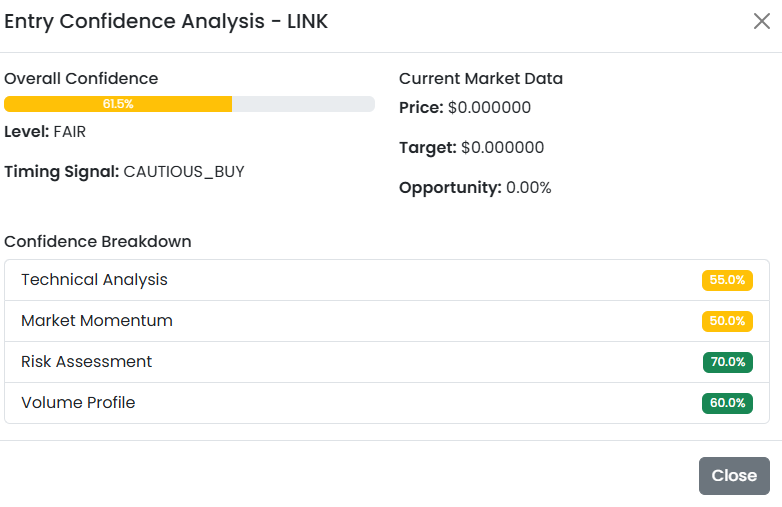 Entry Confidence Analysis - LINK
Overall Confidence
61.5%
Level: FAIR
Timing Signal: CAUTIOUS_BUY
Current Market Data
Price: $0.000000
Target: $0.000000
Opportunity: 0.00%
Confidence Breakdown
Technical Analysis 55.0%
Market Momentum 50.0%
Risk Assessment 70.0%
Volume Profile 60.0%
Close